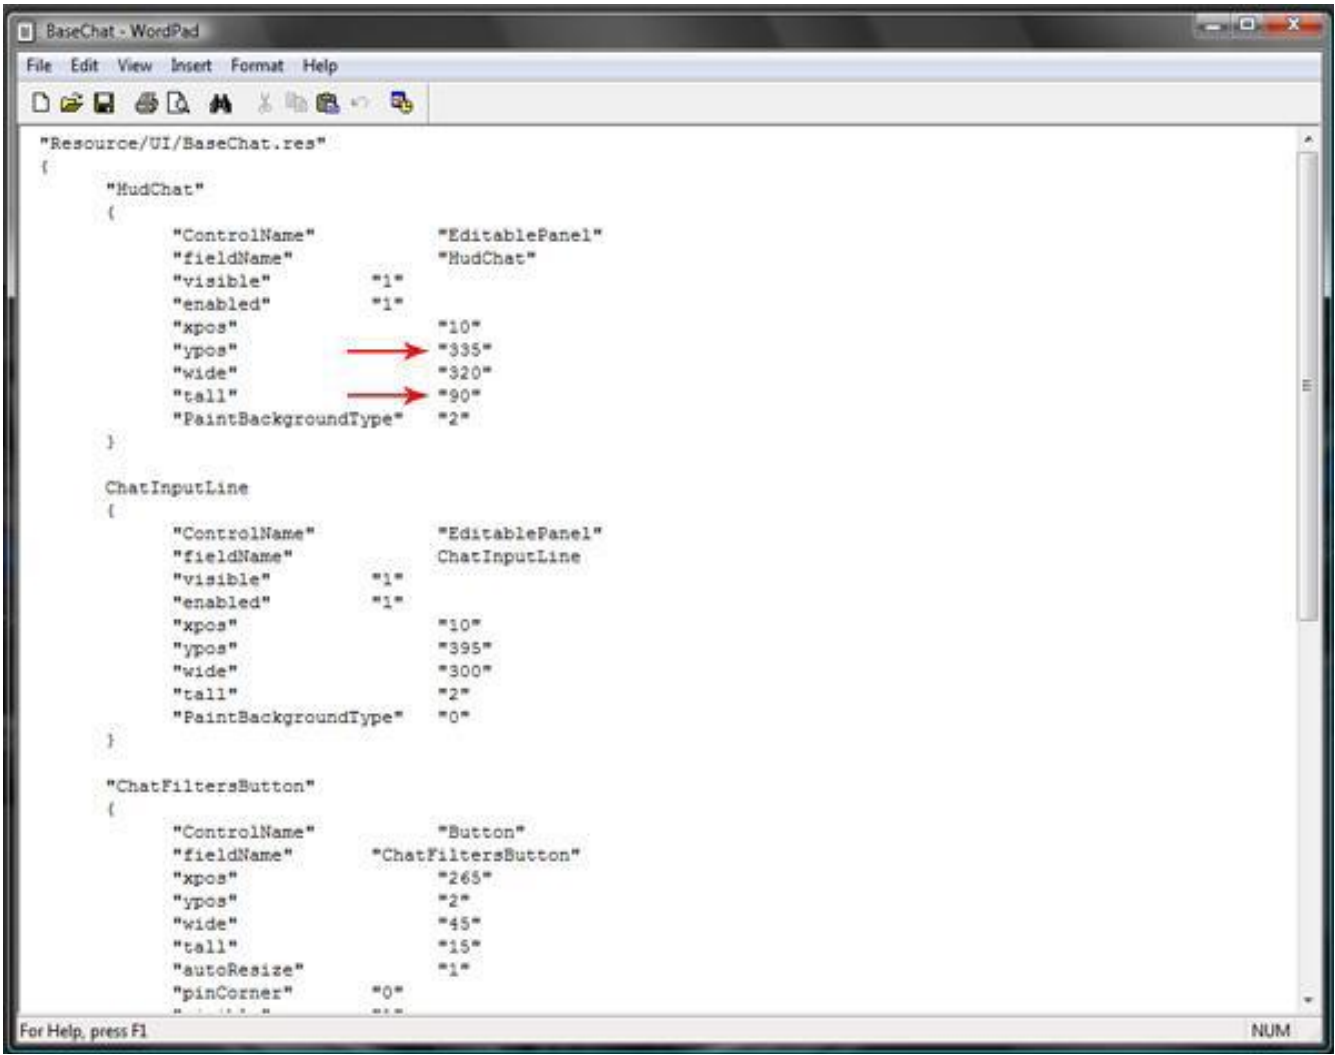 BaseChat - WordPad
File Edit View Insert Format Help
"Resource/UI/BaseChat.res"
{
"HudChat"
{
"ControlName" "EditablePanel"
"fieldName" "HudChat"
"visible" "1"
"enabled" "1"
"xpos" "10"
"ypos" "335"
"wide" "320"
"tall" "90"
"PaintBackgroundType" "2"
}
ChatInputLine
{
"ControlName" "EditablePanel"
"fieldName" ChatInputLine
"visible" "1"
"enabled" "1"
"xpos" "10"
"ypos" "395"
"wide" "300"
"tall" "2"
"PaintBackgroundType" "0"
}
"ChatFiltersButton"
{
"ControlName" "Button"
"fieldName" "ChatFiltersButton"
"xpos" "265"
"ypos" "2"
"wide" "45"
"tall" "15"
"autoResize" "1"
"pinCorner" "0"
For Help, press F1 NUM